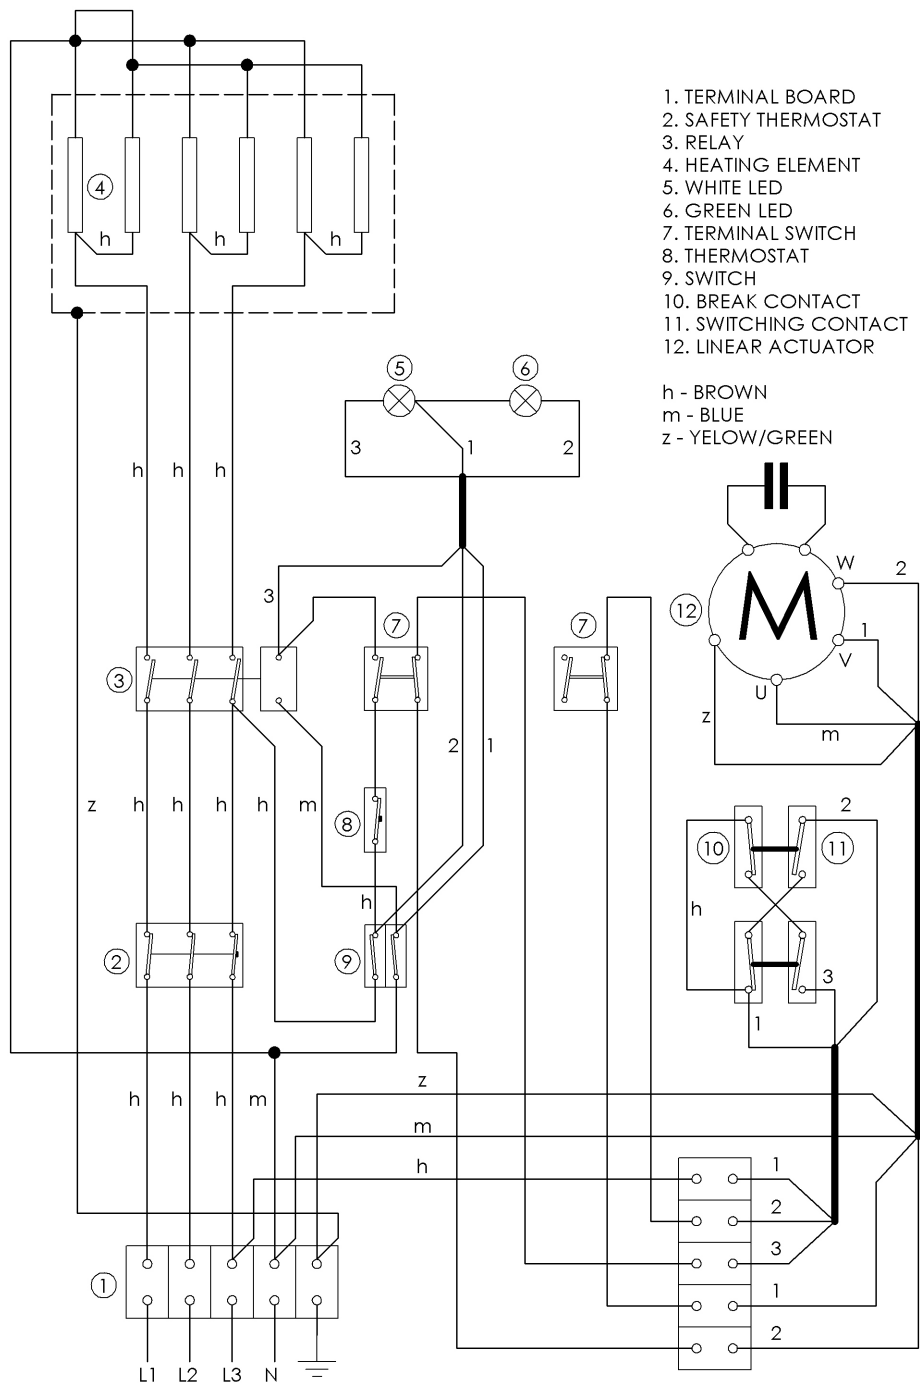 1. TERMINAL BOARD
2. SAFETY THERMOSTAT
3. RELAY
4. HEATING ELEMENT
5. WHITE LED
6. GREEN LED
7. TERMINAL SWITCH
8. THERMOSTAT
9. SWITCH
10. BREAK CONTACT
11. SWITCHING CONTACT
12. LINEAR ACTUATOR
h - BROWN
m - BLUE
z - YELOW/GREEN
4
h h h
5 6
3 1 2
h h h
W 2
3
12 M
7 7
1
V
3
U
z m
2 1
z h h h h m
2
8
10 11
h
h
2
9
3
1
h h h m
z
m
h
1
2
3
1
2
1
L1 L2 L3 N